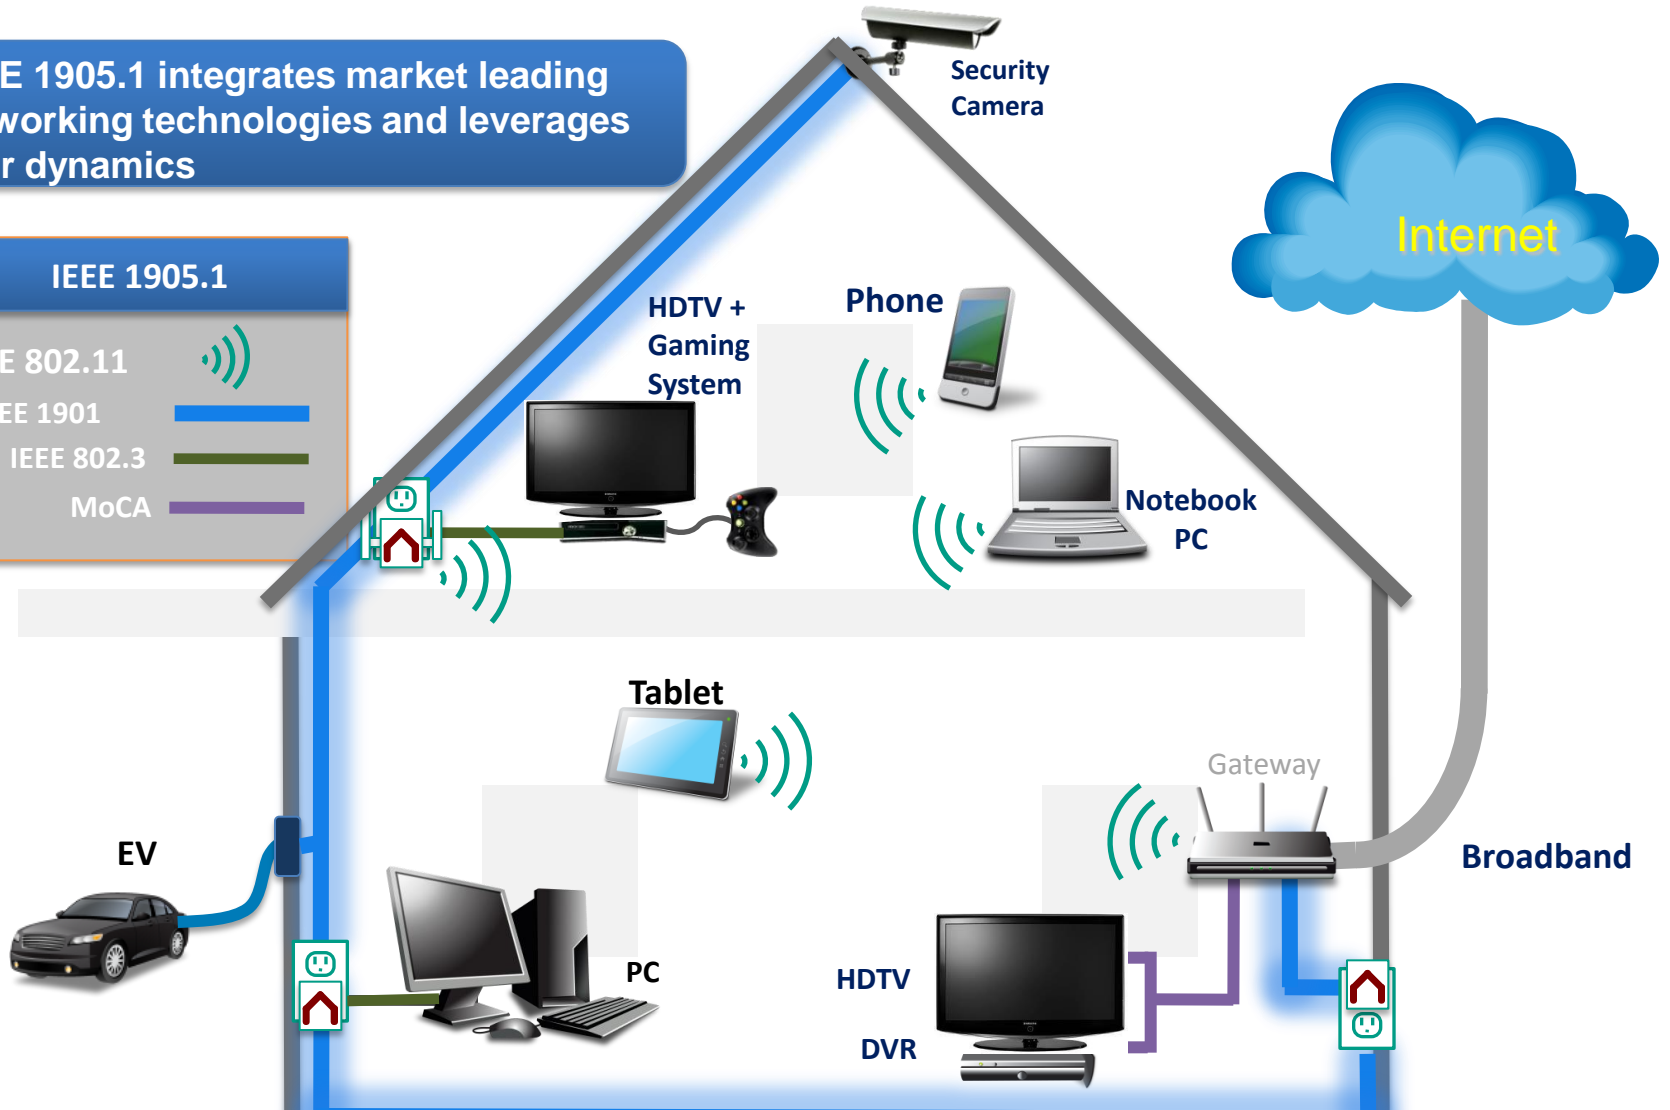 E 1905.1 integrates market leading
working technologies and leverages
r dynamics
Security
Camera
Internet
IEEE 1905.1
E 802.11
EE 1901
IEEE 802.3
MoCA
HDTV +
Gaming
System
Phone
Notebook
PC
Tablet
Gateway
EV
Broadband
PC
HDTV
DVR